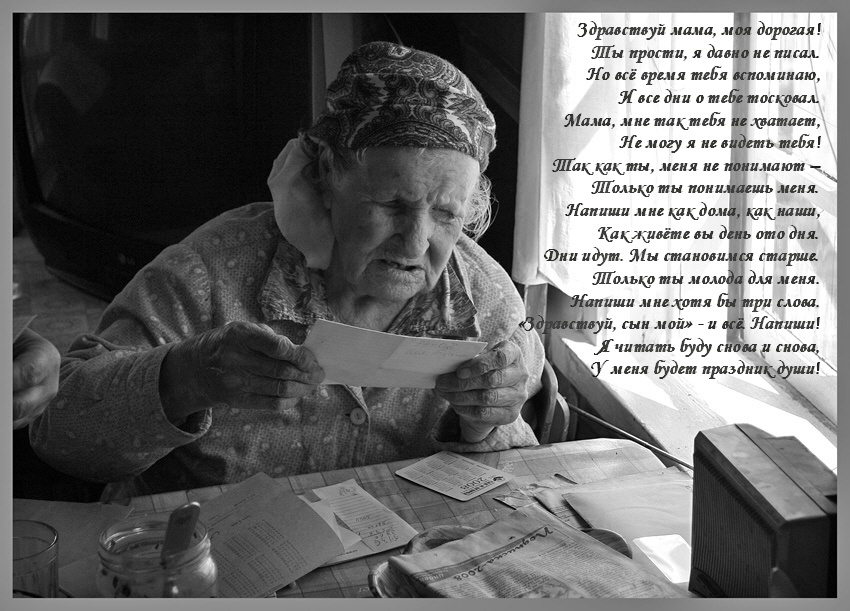 Здравствуй мама, моя дорогая!
Ты прости, я давно не писал.
Но всё время тебя вспоминаю,
И все дни о тебе тосковал.
Мама, мне так тебя не хватает,
Не могу я не видеть тебя!
Так как ты, меня не понимают –
Только ты понимаешь меня.
Напиши мне как дома, как наши,
Как живёте вы день ото дня.
Дни идут. Мы становимся старше.
Только ты молода для меня.
Напиши мне хотя бы три слова.
«Здравствуй, сын мой» - и всё. Напиши!
Я читать буду снова и снова,
У меня будет праздник души!
2008
Подписка 2008